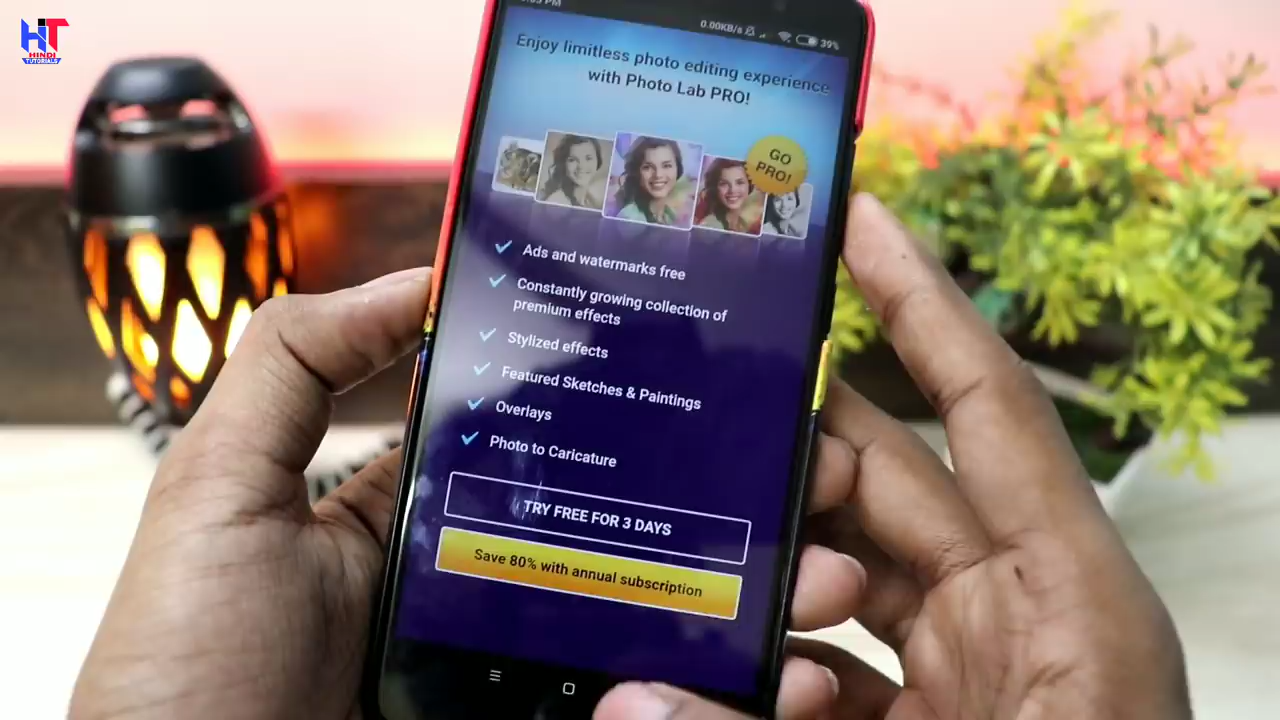 HIT
HINDI
TUTORIALS
0.00KB/s
39%
Enjoy limitless photo editing experience
with Photo Lab PRO!
GO
PRO!
Ads and watermarks free
Constantly growing collection of
premium effects
Stylized effects
Featured Sketches & Paintings
Overlays
Photo to Caricature
TRY FREE FOR 3 DAYS
Save 80% with annual subscription